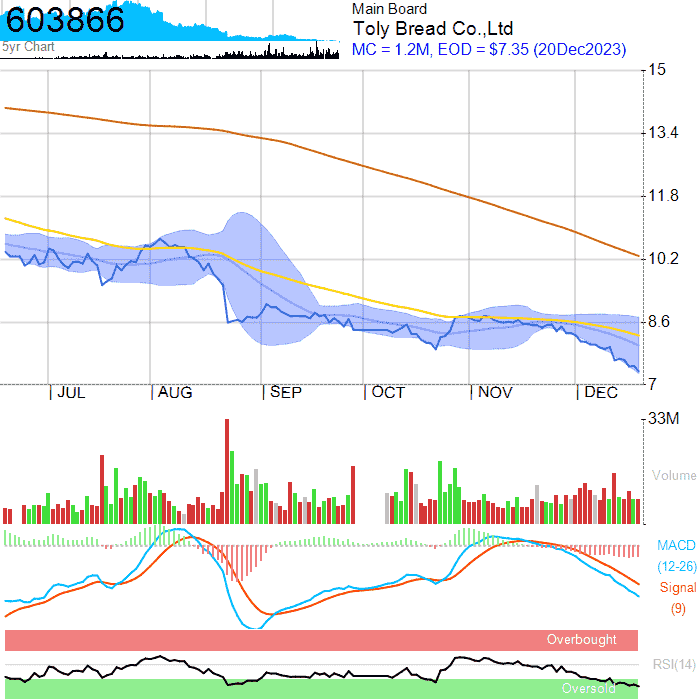 603866
5yr Chart
Main Board
Toly Bread Co.,Ltd
MC = 1.2M, EOD = $7.35 (20Dec2023)
15
13.4
11.8
10.2
8.6
7
JUL AUG SEP OCT NOV DEC
33M
Volume
MACD
(12-26)
Signal
(9)
Overbought
RSI(14)
Oversold